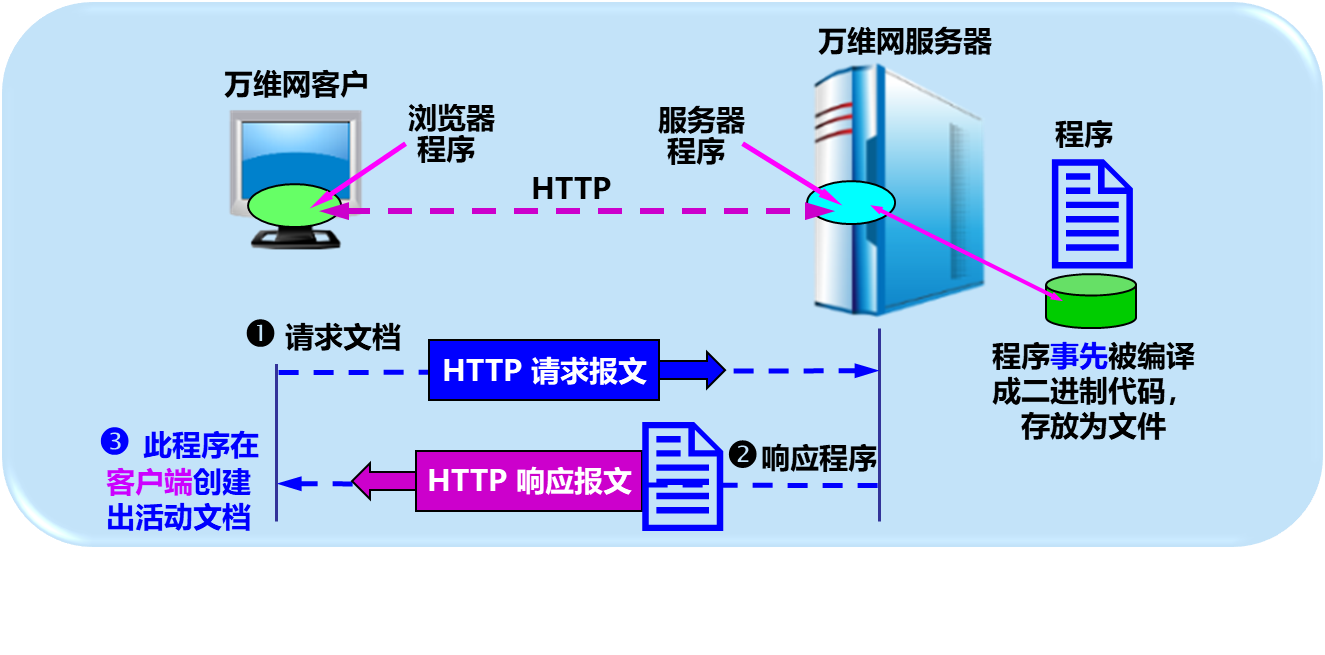 万维网服务器
万维网客户
浏览器
程序
服务器
程序
程序
HTTP
❶ 请求文档
HTTP 请求报文
程序事先被编译
成二进制代码，
存放为文件
❸ 此程序在
客户端创建
出活动文档
HTTP 响应报文
❷响应程序